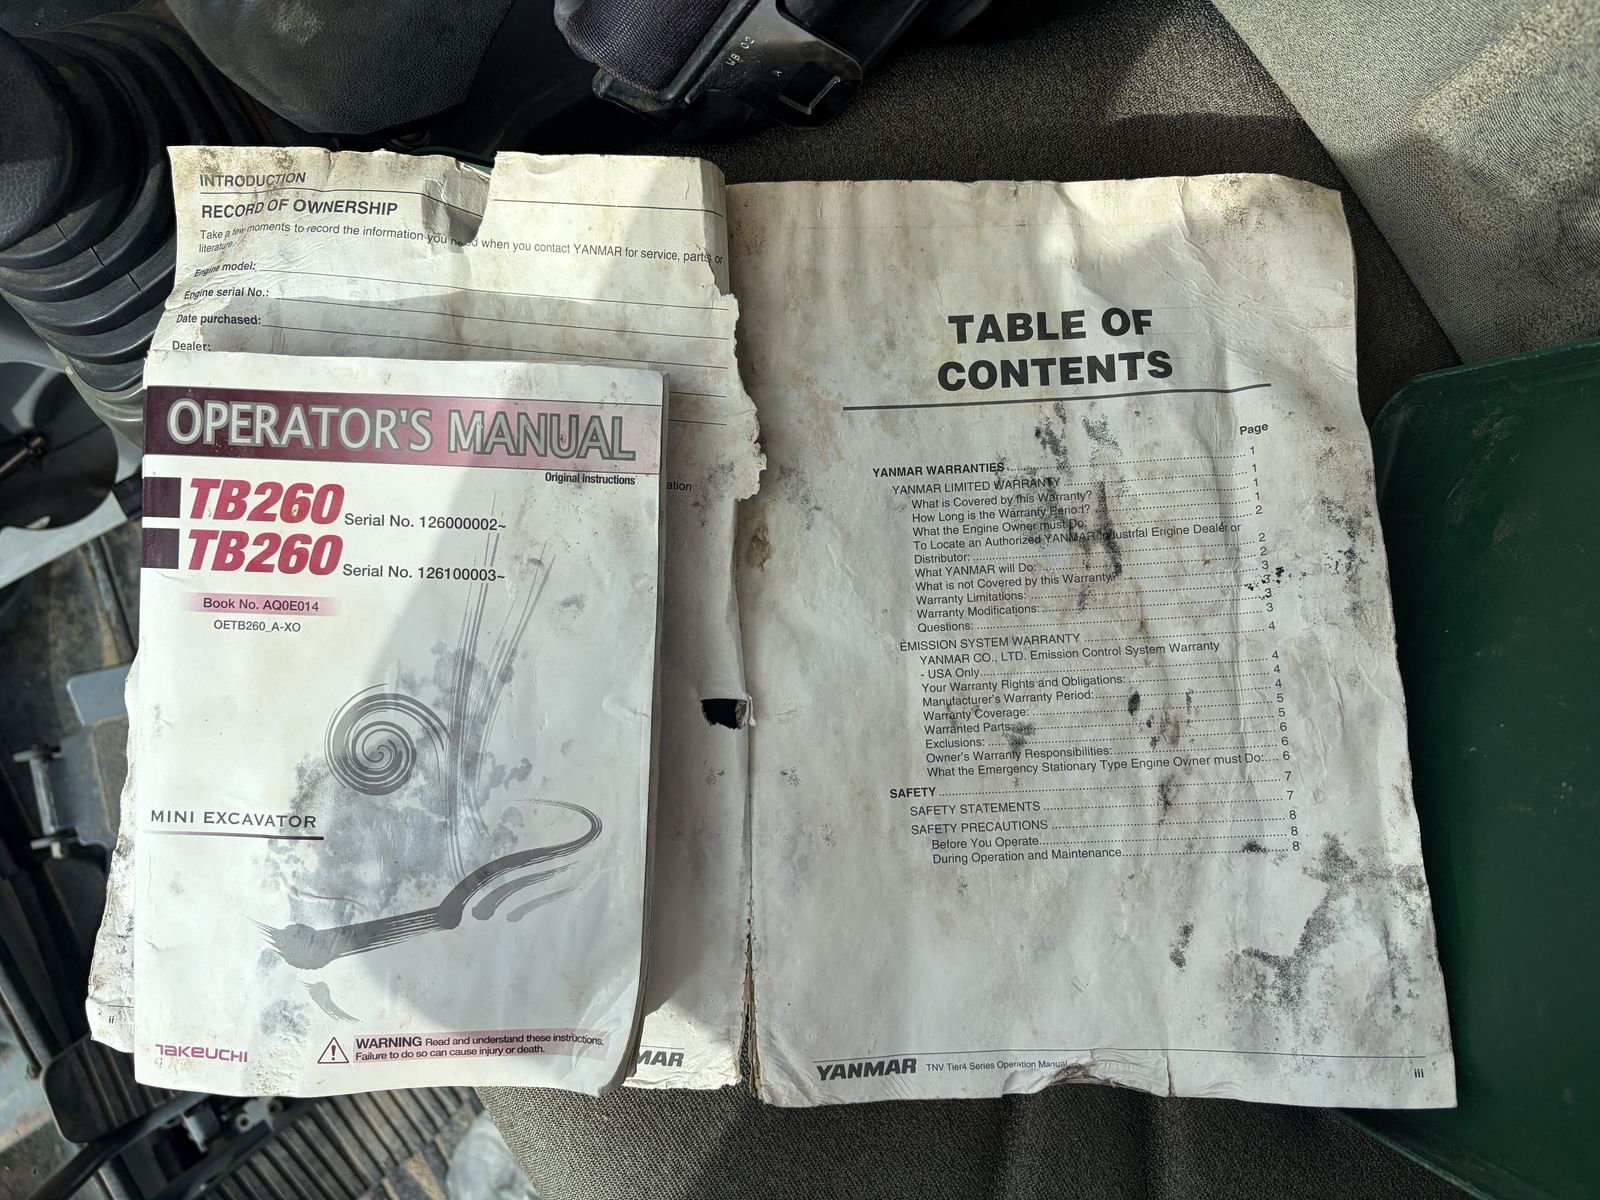 WB 02
A
INTRODUCTION
RECORD OF OWNERSHIP
Take a few moments to record the information you need when you contact YANMAR for service, parts or
literature.
Engine model:
Engine serial No.:
Date purchased:
Dealer:
OPERATOR'S MANUAL
Original instructions
TB260 Serial No. 126000002~
TB260 Serial No. 126100003~
Book No. AQ0E014
OETB260_A-XO
MINI EXCAVATOR
TAKEUCHI
WARNING Read and understand these instructions.
Failure to do so can cause injury or death.
ation
ii
MAR
TABLE OF
CONTENTS
Page
YANMAR WARRANTIES 1
YANMAR LIMITED WARRANTY 1
What is Covered by this Warranty? 1
How Long is the Warranty Period? 1
What the Engine Owner must Do: 2
To Locate an Authorized YANMAR Industrial Engine Dealer or
Distributor: 2
What YANMAR will Do: 2
What is not Covered by this Warranty? 3
Warranty Limitations: 3
Warranty Modifications: 3
Questions: 3
EMISSION SYSTEM WARRANTY 4
YANMAR CO., LTD. Emission Control System Warranty
- USA Only 4
Your Warranty Rights and Obligations: 4
Manufacturer's Warranty Period: 4
Warranty Coverage: 5
Warranted Parts: 5
Exclusions: 6
Owner's Warranty Responsibilities: 6
What the Emergency Stationary Type Engine Owner must Do: 6
SAFETY 7
SAFETY STATEMENTS 7
SAFETY PRECAUTIONS 8
Before You Operate 8
During Operation and Maintenance 8
YANMAR TNV Tier4 Series Operation Manual iii